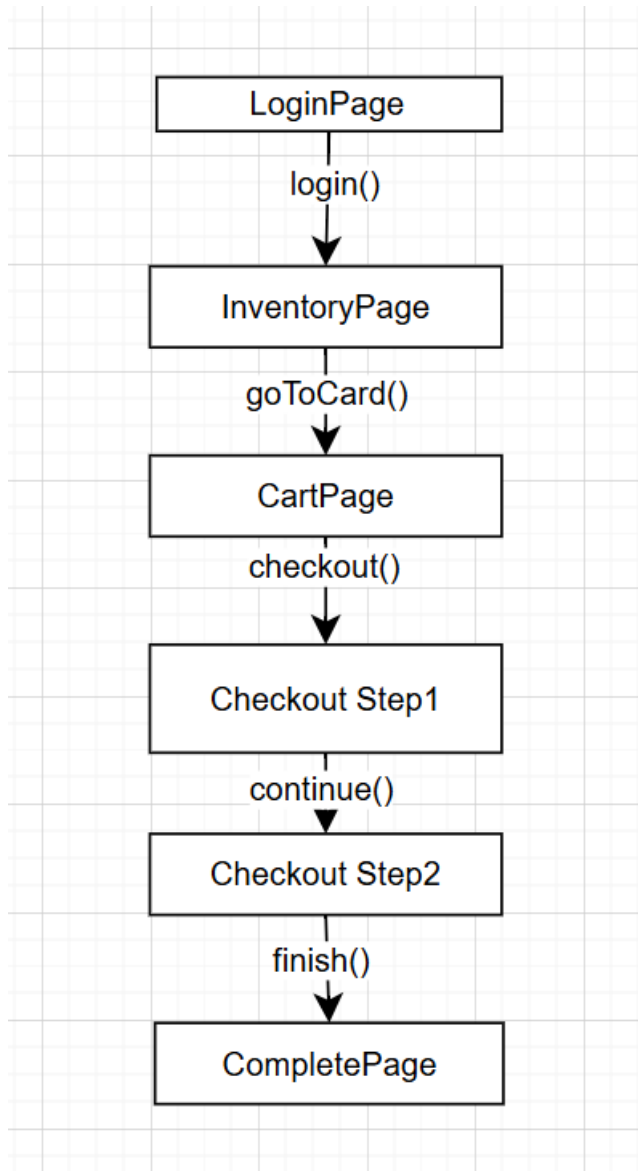 LoginPage
login()
InventoryPage
goToCard()
CartPage
checkout()
Checkout Step1
continue()
Checkout Step2
finish()
CompletePage